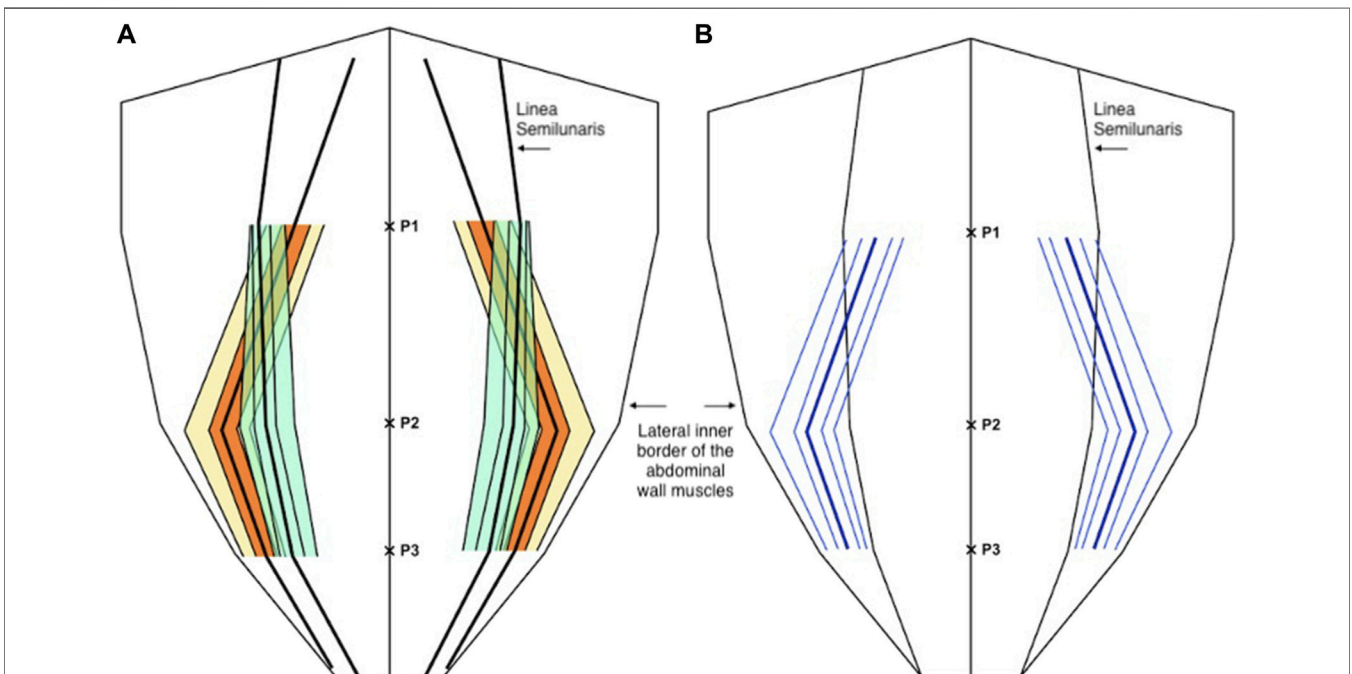 A
B
Linea
Semilunaris
Linea
Semilunaris
P1
P1
P2
P2
Lateral inner
border of the
abdominal
wall muscles
P3
P3